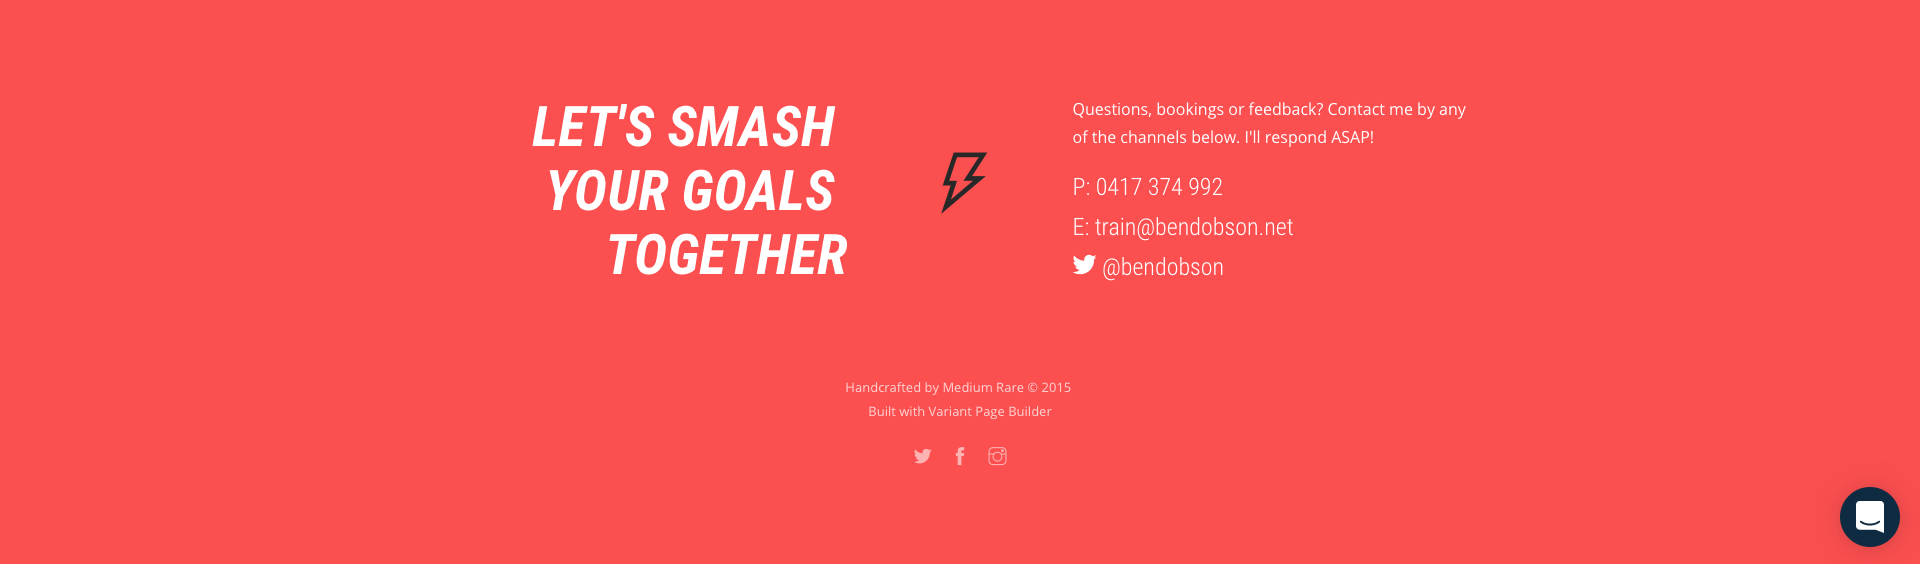 LET'S SMASH
YOUR GOALS
TOGETHER
Questions, bookings or feedback? Contact me by any
of the channels below. I'll respond ASAP!
P: 0417 374 992
E: train@bendobson.net
@bendobson
Handcrafted by Medium Rare © 2015
Built with Variant Page Builder